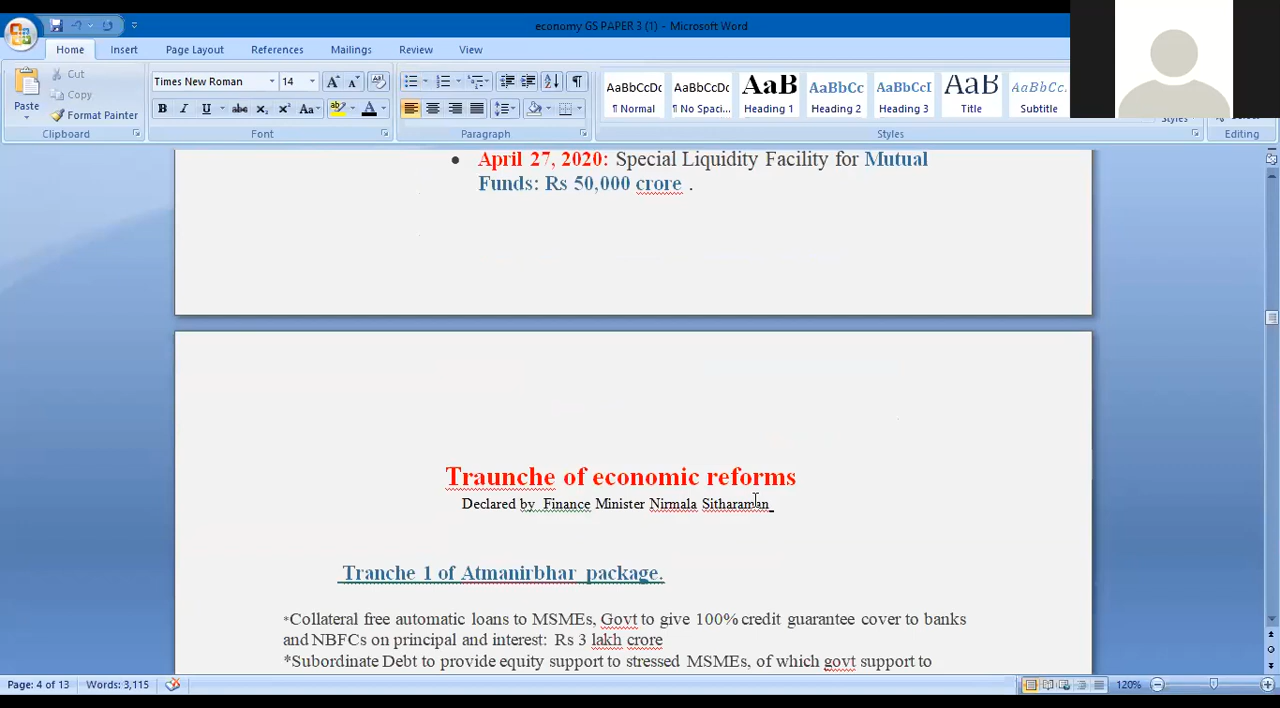 economy GS PAPER 3 (1) - Microsoft Word
Home Insert Page Layout References Mailings Review View
Paste
Cut
Copy
Format Painter
Clipboard
Times New Roman 14
B I U abc x₂ x² Aa
Font
Paragraph
AaBbCcDc AaBbCcDc AaB AaBbCc AaBbCcI AaB AaBbCc.
¶ Normal ¶ No Spaci... Heading 1 Heading 2 Heading 3 Title Subtitle
Styles
Styles
Editing
• April 27, 2020: Special Liquidity Facility for Mutual
Funds: Rs 50,000 crore .
Traunche of economic reforms
Declared by Finance Minister Nirmala Sitharaman
Tranche 1 of Atmanirbhar package.
*Collateral free automatic loans to MSMEs, Govt to give 100% credit guarantee cover to banks
and NBFCs on principal and interest: Rs 3 lakh crore
*Subordinate Debt to provide equity support to stressed MSMEs, of which govt support to
Page: 4 of 13 Words: 3,115 120%